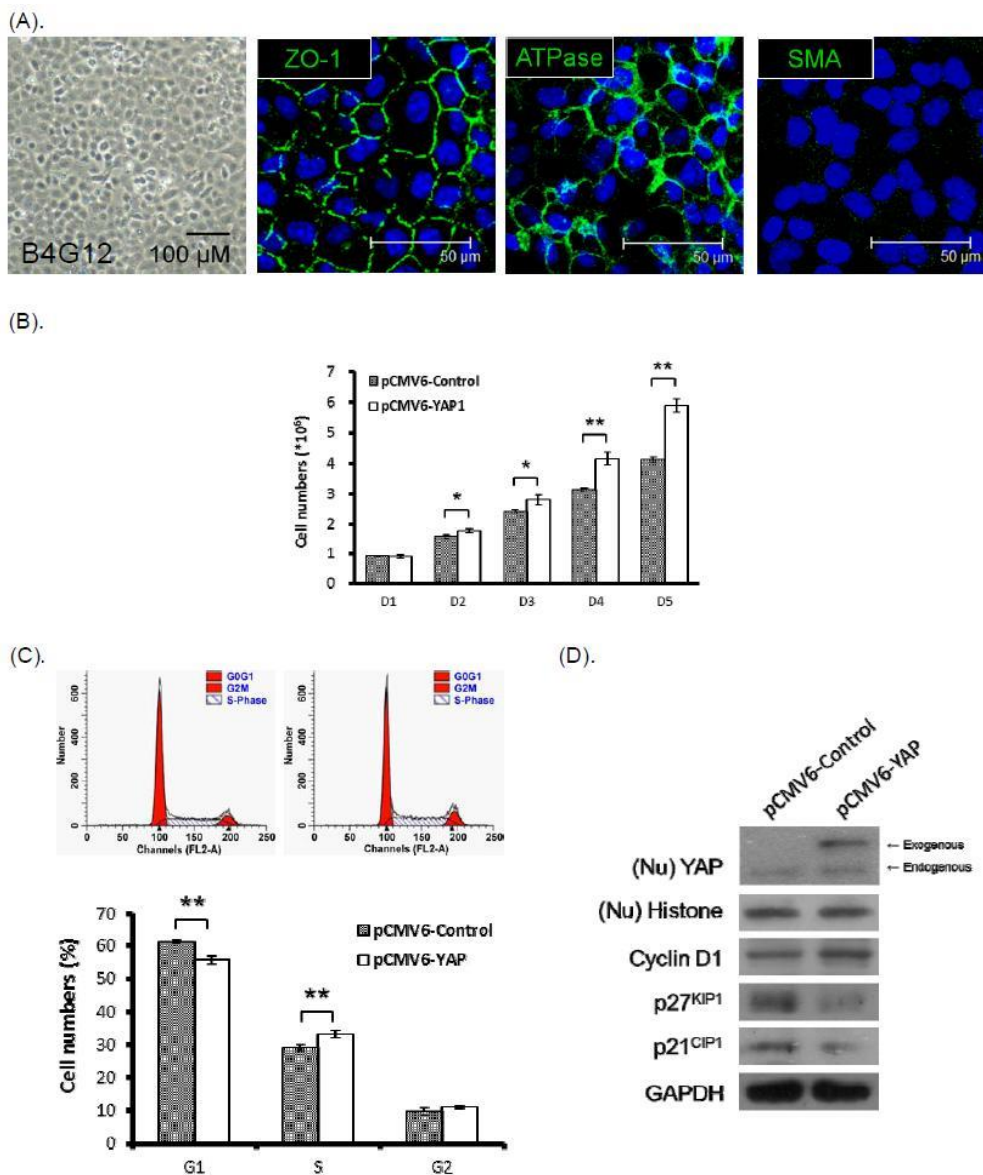 (A).
ZO-1
ATPase
SMA
B4G12
100 µM
50 µm
50 µm
50 µm
(B).
7
6
5
4
3
2
1
0
Cell numbers (*10⁶)
pCMV6-Control
pCMV6-YAP1
*
*
**
**
D1 D2 D3 D4 D5
(C).
600
400
200
0
Number
G0G1
G2M
S-Phase
0 50 100 150 200 250
Channels (FL2-A)
600
400
200
0
Number
G0G1
G2M
S-Phase
0 50 100 150 200 250
Channels (FL2-A)
70
60
50
40
30
20
10
0
Cell numbers (%)
**
**
pCMV6-Control
pCMV6-YAP
G1 S G2
(D).
pCMV6-Control
pCMV6-YAP
(Nu) YAP
← Exogenous
← Endogenous
(Nu) Histone
Cyclin D1
p27ᴷᴵᴾ¹
p21ᶜᴵᴾ¹
GAPDH